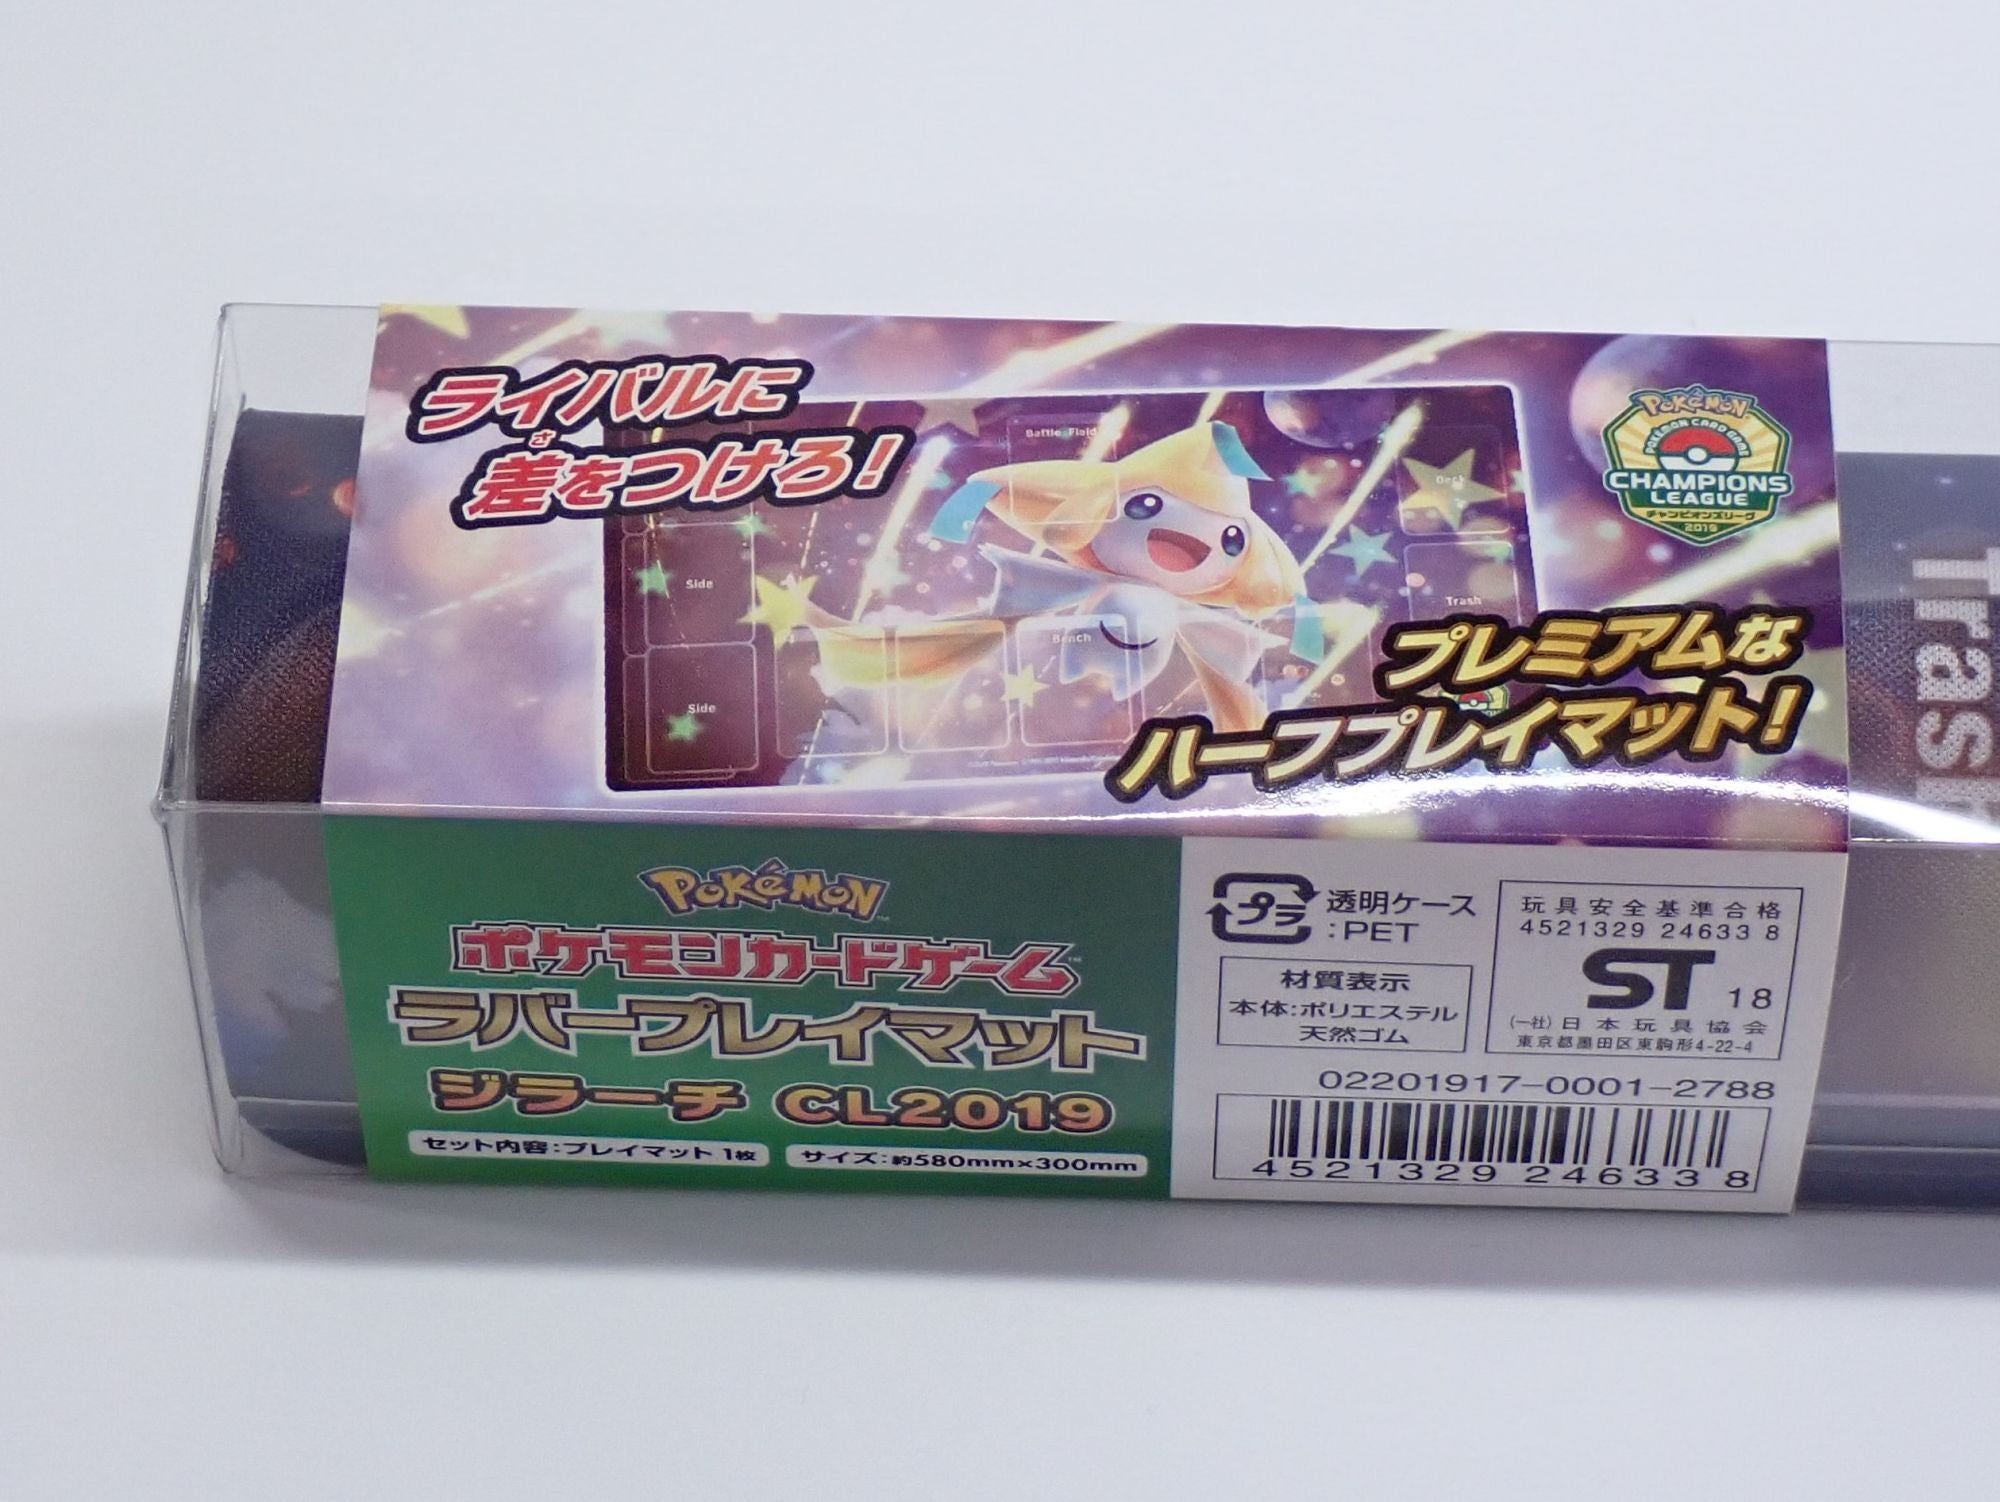 ライバルに
さ
差をつけろ!
Battle Field
Deck
Side
Trash
Bench
Side
Pokémon
POKÉMON CARD GAME
CHAMPIONS
LEAGUE
チャンピオンズリーグ
2019
プレミアムな
ハーフプレイマット!
Trash
Pokémon
ポケモンカードゲーム
ラバープレイマット
ジラーチ CL2019
セット内容:プレイマット 1枚
サイズ:約580mm×300mm
プラ
透明ケース
:PET
材質表示
本体:ポリエステル
天然ゴム
玩具安全基準合格
4521329 24633 8
ST 18
(一社)日本玩具協会
東京都墨田区東駒形4-22-4
02201917-0001-2788
4521329 24633 8